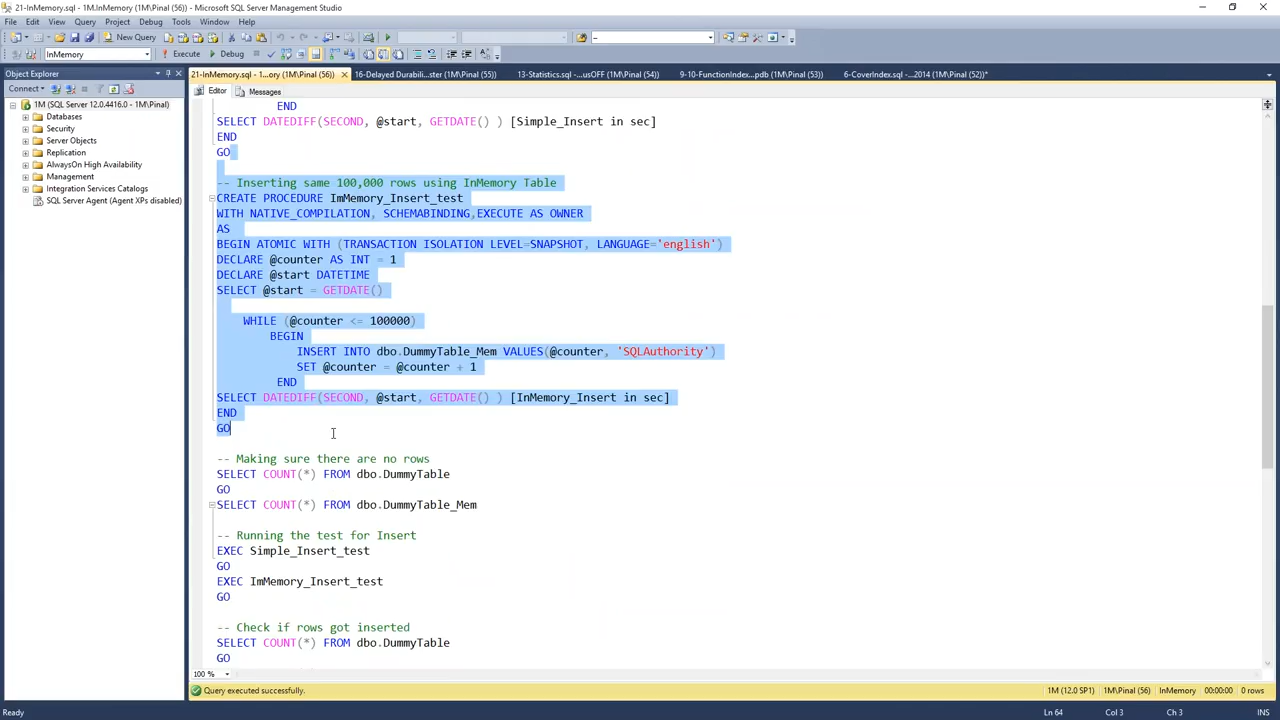 21-InMemory.sql - 1M.InMemory (1M\Pinal (56)) - Microsoft SQL Server Management Studio
File Edit View Query Project Debug Tools Window Help
New Query
InMemory Execute Debug
Object Explorer
Connect
1M (SQL Server 12.0.4416.0 - 1M\Pinal)
Databases
Security
Server Objects
Replication
AlwaysOn High Availability
Management
Integration Services Catalogs
SQL Server Agent (Agent XPs disabled)
21-InMemory.sql - 1...ory (1M\Pinal (56)) 16-Delayed Durabili...ster (1M\Pinal (55)) 13-Statistics.sql -...usOFF (1M\Pinal (54)) 9-10-FunctionIndex...pdb (1M\Pinal (53)) 6-CoverIndex.sql -...2014 (1M\Pinal (52))*
Editor Messages
END
SELECT DATEDIFF(SECOND, @start, GETDATE() ) [Simple_Insert in sec]
END
GO
-- Inserting same 100,000 rows using InMemory Table
CREATE PROCEDURE ImMemory_Insert_test
WITH NATIVE_COMPILATION, SCHEMABINDING,EXECUTE AS OWNER
AS
BEGIN ATOMIC WITH (TRANSACTION ISOLATION LEVEL=SNAPSHOT, LANGUAGE='english')
DECLARE @counter AS INT = 1
DECLARE @start DATETIME
SELECT @start = GETDATE()
WHILE (@counter <= 100000)
BEGIN
INSERT INTO dbo.DummyTable_Mem VALUES(@counter, 'SQLAuthority')
SET @counter = @counter + 1
END
SELECT DATEDIFF(SECOND, @start, GETDATE() ) [InMemory_Insert in sec]
END
GO
-- Making sure there are no rows
SELECT COUNT(*) FROM dbo.DummyTable
GO
SELECT COUNT(*) FROM dbo.DummyTable_Mem
-- Running the test for Insert
EXEC Simple_Insert_test
GO
EXEC ImMemory_Insert_test
GO
-- Check if rows got inserted
SELECT COUNT(*) FROM dbo.DummyTable
GO
100 %
Query executed successfully. 1M (12.0 SP1) 1M\Pinal (56) InMemory 00:00:00 0 rows
Ready Ln 64 Col 3 Ch 3 INS